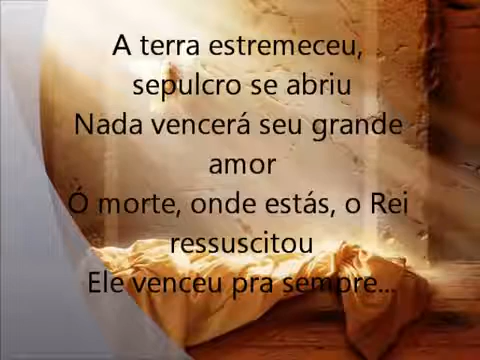 A terra estremeceu,
sepulcro se abriu
Nada vencerá seu grande
amor
Ó morte, onde estás, o Rei
ressuscitou
Ele venceu pra sempre...